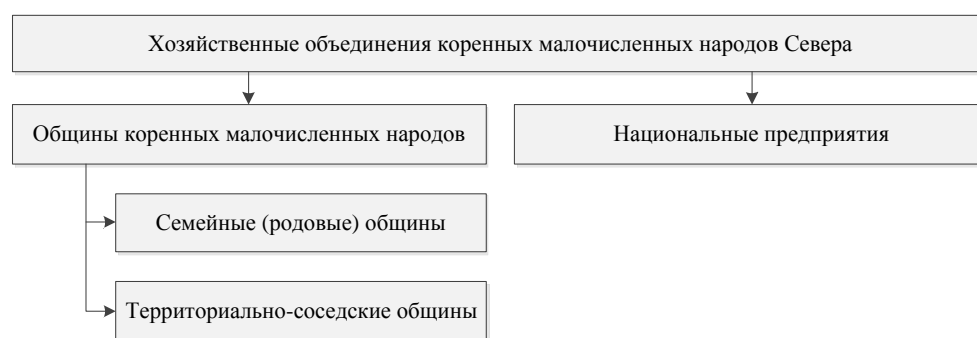 Хозяйственные объединения коренных малочисленных народов Севера
Общины коренных малочисленных народов
Национальные предприятия
Семейные (родовые) общины
Территориально-соседские общины